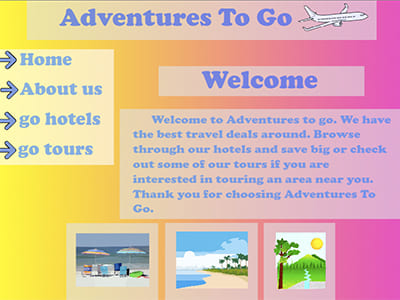 Adventures To Go
Home
About us
go hotels
go tours
Welcome
Welcome to Adventures to go. We have
the best travel deals around. Browse
through our hotels and save big or check
out some of our tours if you are
interested in touring an area near you.
Thank you for choosing Adventures To
Go.